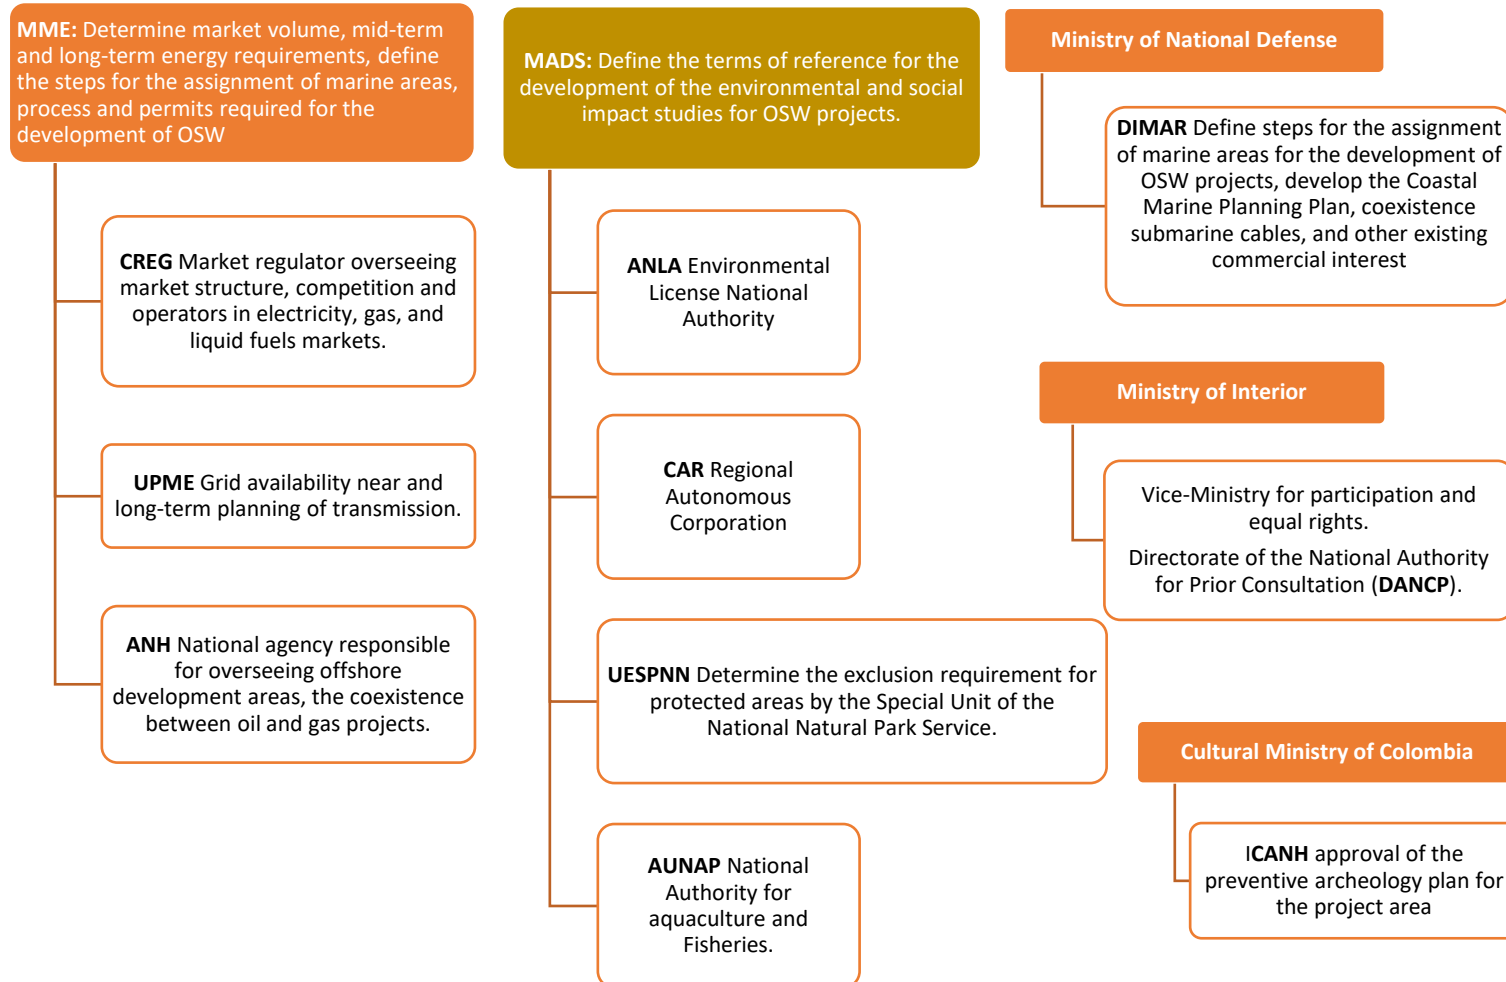 MME: Determine market volume, mid-term
and long-term energy requirements, define
the steps for the assignment of marine areas,
process and permits required for the
development of OSW
CREG Market regulator overseeing
market structure, competition and
operators in electricity, gas, and
liquid fuels markets.
UPME Grid availability near and
long-term planning of transmission.
ANH National agency responsible
for overseeing offshore
development areas, the coexistence
between oil and gas projects.
MADS: Define the terms of reference for the
development of the environmental and social
impact studies for OSW projects.
ANLA Environmental
License National
Authority
CAR Regional
Autonomous
Corporation
UESPNN Determine the exclusion requirement for
protected areas by the Special Unit of the
National Natural Park Service.
AUNAP National
Authority for
aquaculture and
Fisheries.
Ministry of National Defense
DIMAR Define steps for the assignment
of marine areas for the development of
OSW projects, develop the Coastal
Marine Planning Plan, coexistence
submarine cables, and other existing
commercial interest
Ministry of Interior
Vice-Ministry for participation and
equal rights.
Directorate of the National Authority
for Prior Consultation (DANCP).
Cultural Ministry of Colombia
ICANH approval of the
preventive archeology plan for
the project area